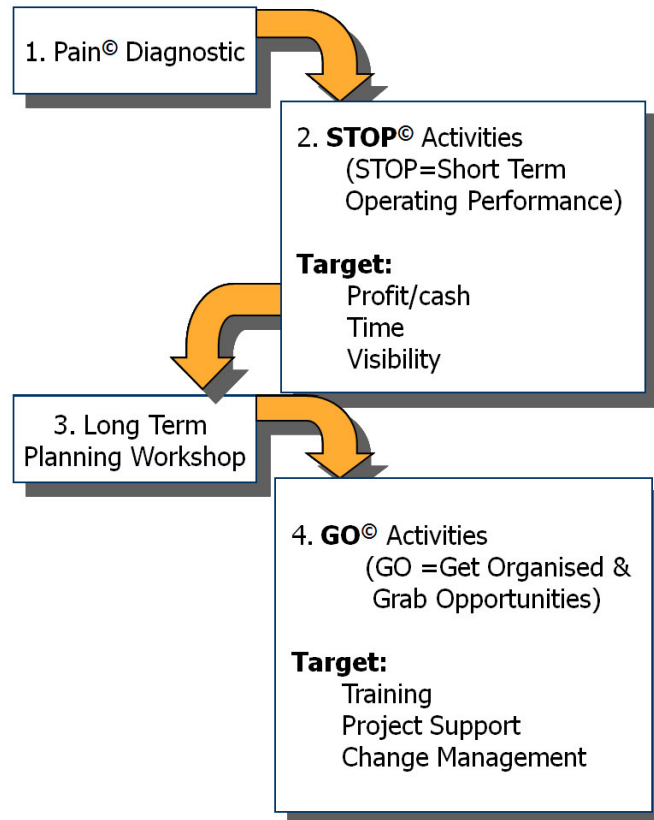 1. Pain© Diagnostic
2. STOP© Activities
(STOP=Short Term
Operating Performance)
Target:
Profit/cash
Time
Visibility
3. Long Term
Planning Workshop
4. GO© Activities
(GO =Get Organised &
Grab Opportunities)
Target:
Training
Project Support
Change Management